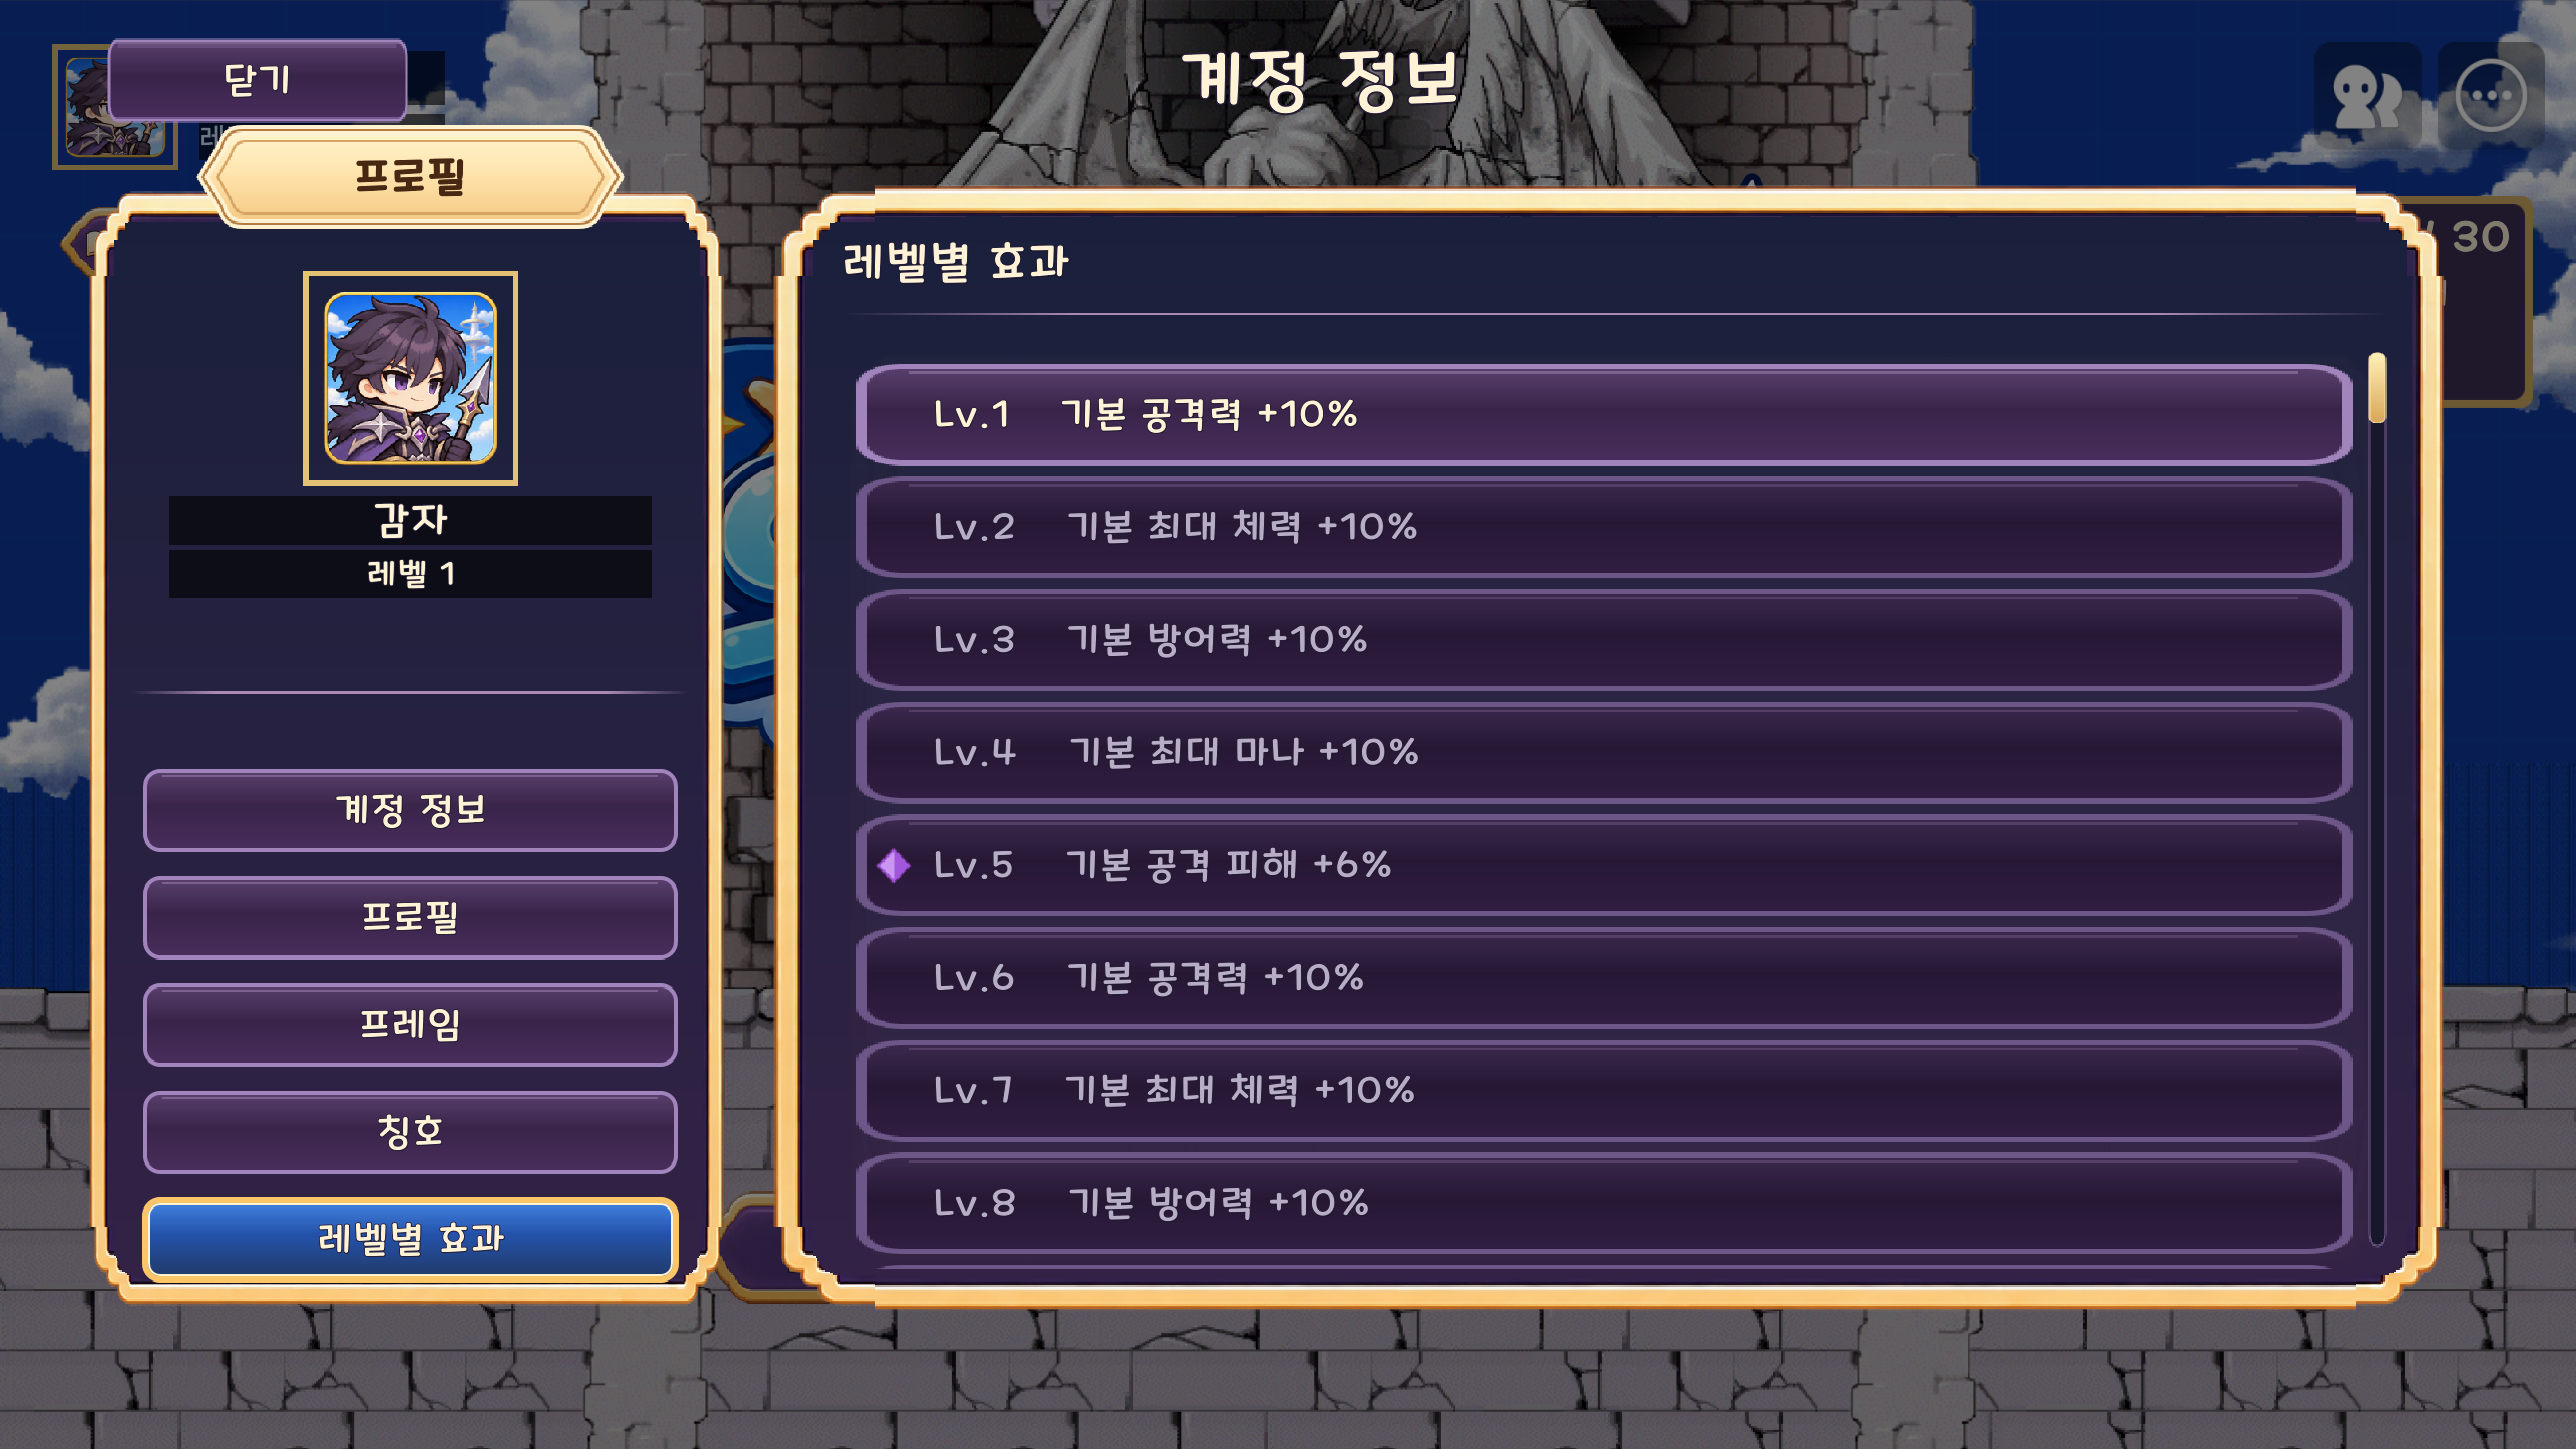 닫기
계정 정보
레
프로필
/ 30
감자
레벨 1
계정 정보
프로필
프레임
칭호
레벨별 효과
레벨별 효과
Lv.1 기본 공격력 +10%
Lv.2 기본 최대 체력 +10%
Lv.3 기본 방어력 +10%
Lv.4 기본 최대 마나 +10%
Lv.5 기본 공격 피해 +6%
Lv.6 기본 공격력 +10%
Lv.7 기본 최대 체력 +10%
Lv.8 기본 방어력 +10%